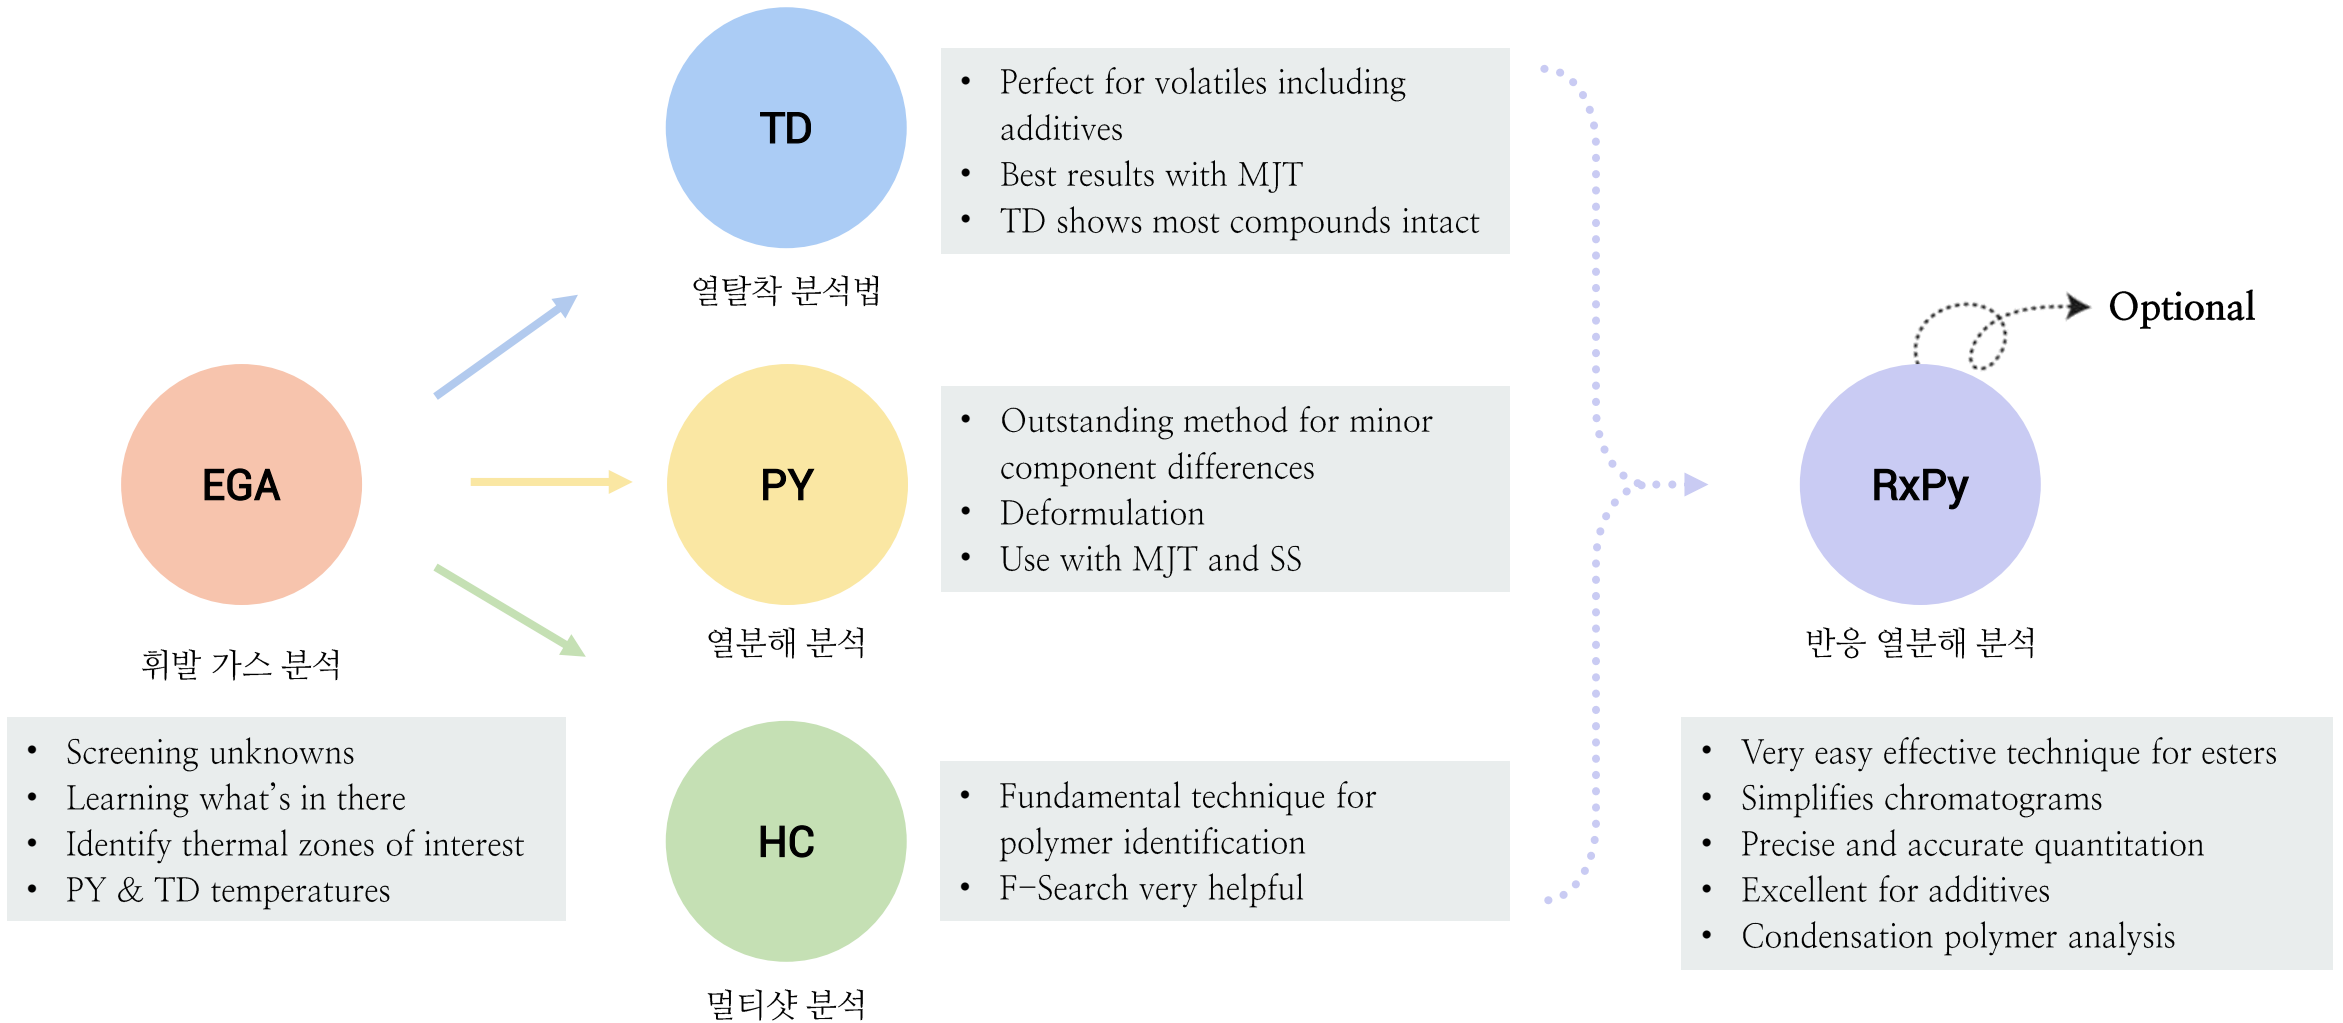 EGA
휘발 가스 분석
• Screening unknowns
• Learning what's in there
• Identify thermal zones of interest
• PY & TD temperatures
TD
열탈착 분석법
• Perfect for volatiles including
additives
• Best results with MJT
• TD shows most compounds intact
PY
열분해 분석
• Outstanding method for minor
component differences
• Deformulation
• Use with MJT and SS
HC
멀티샷 분석
• Fundamental technique for
polymer identification
• F-Search very helpful
Optional
RxPy
반응 열분해 분석
• Very easy effective technique for esters
• Simplifies chromatograms
• Precise and accurate quantitation
• Excellent for additives
• Condensation polymer analysis